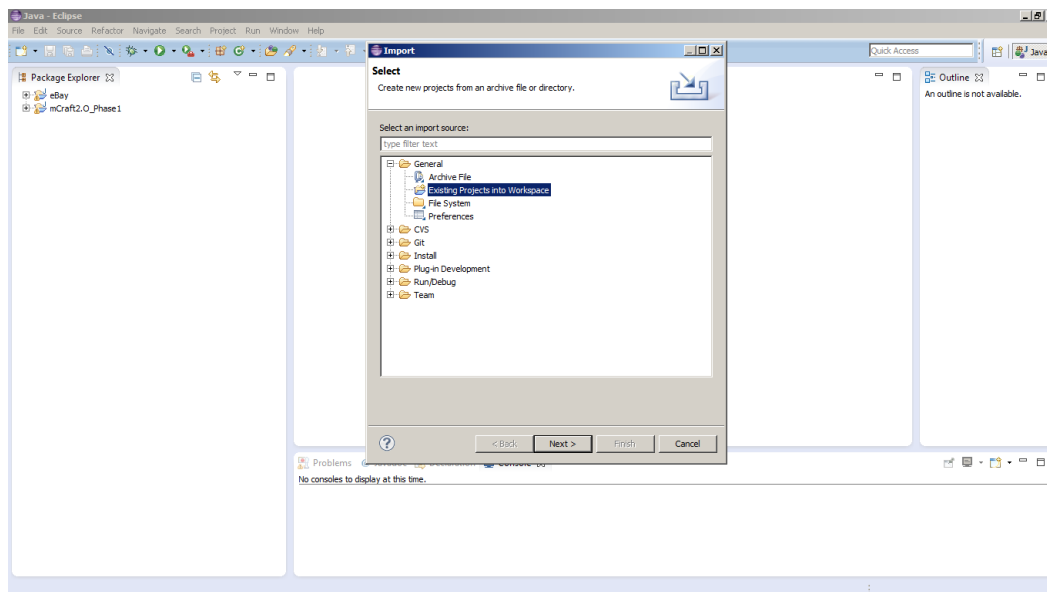 Java - Eclipse
File Edit Source Refactor Navigate Search Project Run Window Help
Quick Access
Java
Package Explorer
eBay
mCraft2.O_Phase1
Import
Select
Create new projects from an archive file or directory.
Select an import source:
type filter text
General
Archive File
Existing Projects into Workspace
File System
Preferences
CVS
Git
Install
Plug-in Development
Run/Debug
Team
< Back Next > Finish Cancel
Outline
An outline is not available.
Problems
No consoles to display at this time.